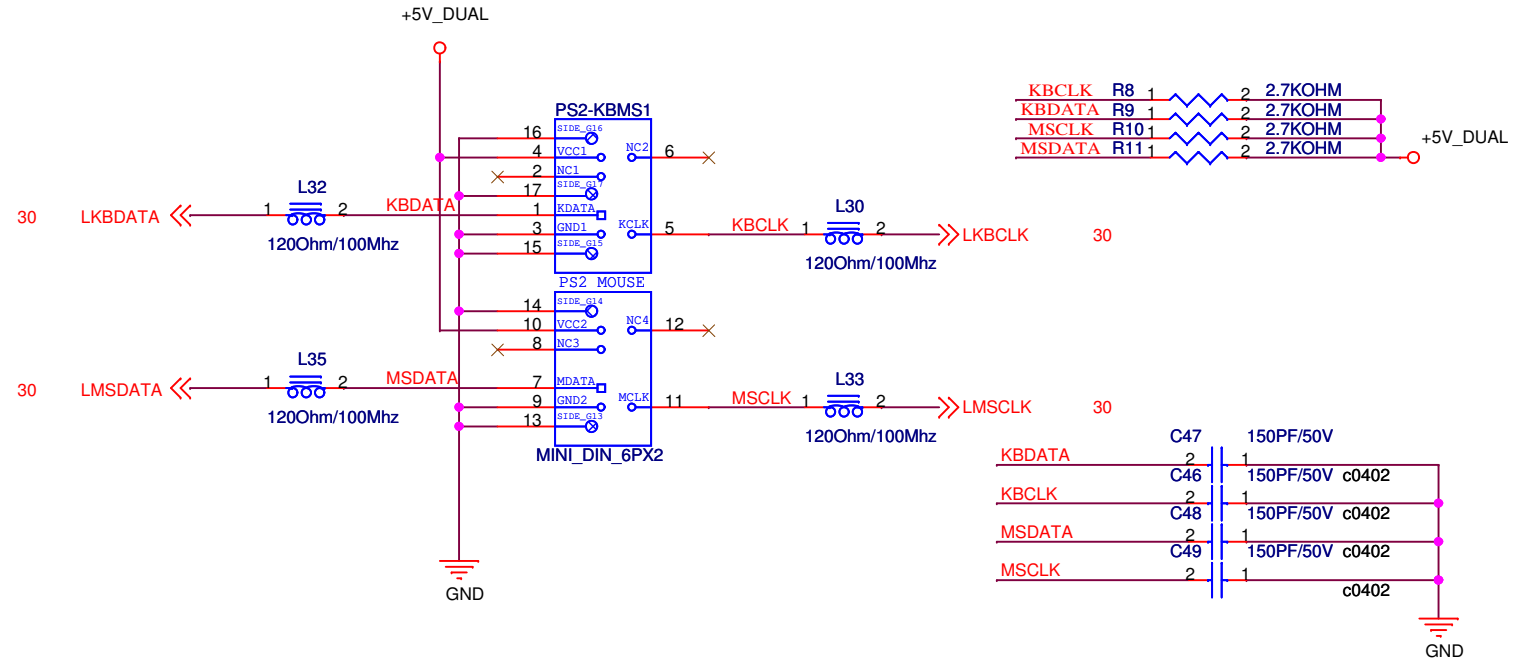 +5V_DUAL
PS2-KBMS1
16 SIDE_G16
4 VCC1 NC2 6
2 NC1
17 SIDE_G17
L32
30 LKBDATA 1 2 KBDATA 1 KDATA
120Ohm/100Mhz
3 GND1 KCLK 5 KBCLK 1 L30 2 LKBCLK 30
15 SIDE_G15
120Ohm/100Mhz
PS2 MOUSE
14 SIDE_G14
10 VCC2 NC4 12
8 NC3
L35
30 LMSDATA 1 2 MSDATA 7 MDATA
120Ohm/100Mhz
9 GND2 MCLK 11 MSCLK 1 L33 2 LMSCLK 30
13 SIDE_G13
120Ohm/100Mhz
MINI_DIN_6PX2
GND
KBCLK R8 1 2 2.7KOHM
KBDATA R9 1 2 2.7KOHM
MSCLK R10 1 2 2.7KOHM
MSDATA R11 1 2 2.7KOHM
+5V_DUAL
C47 150PF/50V
KBDATA 2 1
C46 150PF/50V c0402
KBCLK 2 1
C48 150PF/50V c0402
MSDATA 2 1
C49 150PF/50V c0402
MSCLK 2 1
c0402
GND